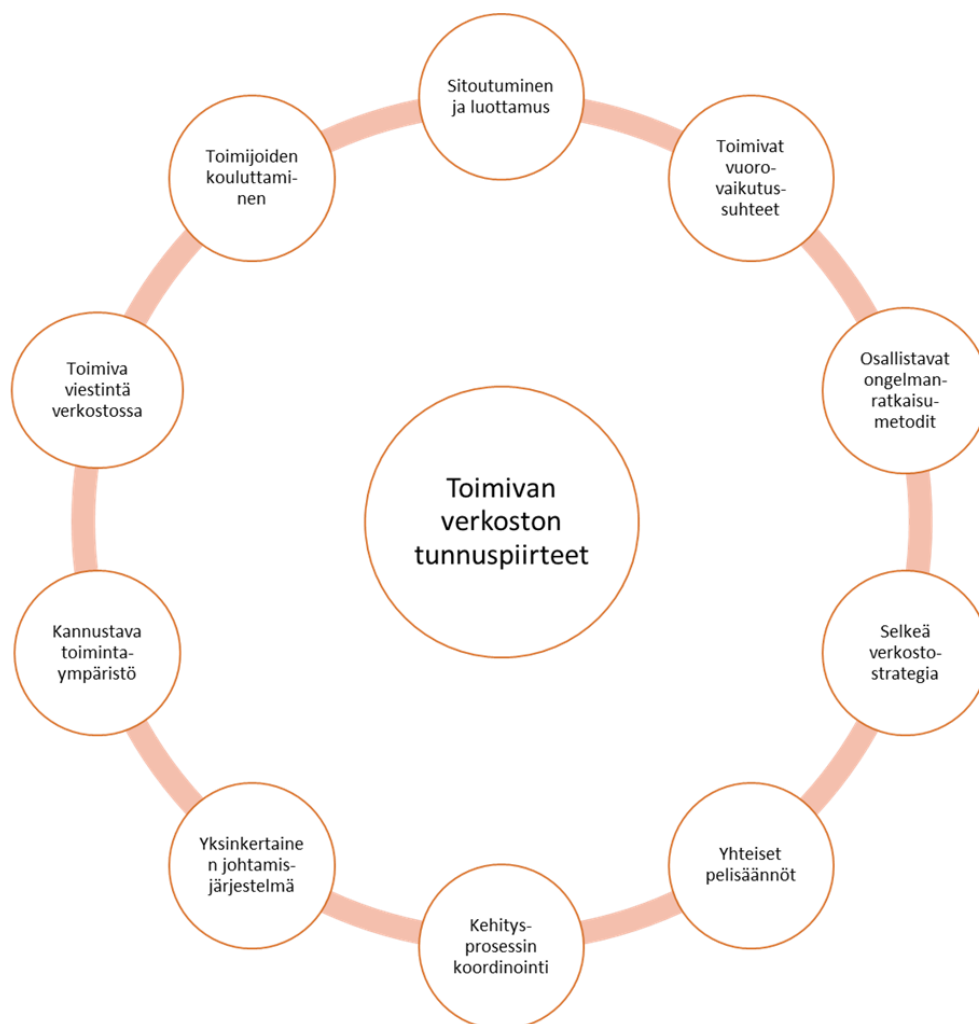 Sitoutuminen
ja luottamus
Toimivat
vuoro-
vaikutus-
suhteet
Osallistavat
ongelman-
ratkaisu-
metodit
Selkeä
verkosto-
strategia
Yhteiset
pelisäännöt
Kehitys-
prosessin
koordinointi
Yksinkertaine
n johtamis-
järjestelmä
Kannustava
toiminta-
ympäristö
Toimiva
viestintä
verkostossa
Toimijoiden
kouluttami-
nen
Toimivan
verkoston
tunnuspiirteet